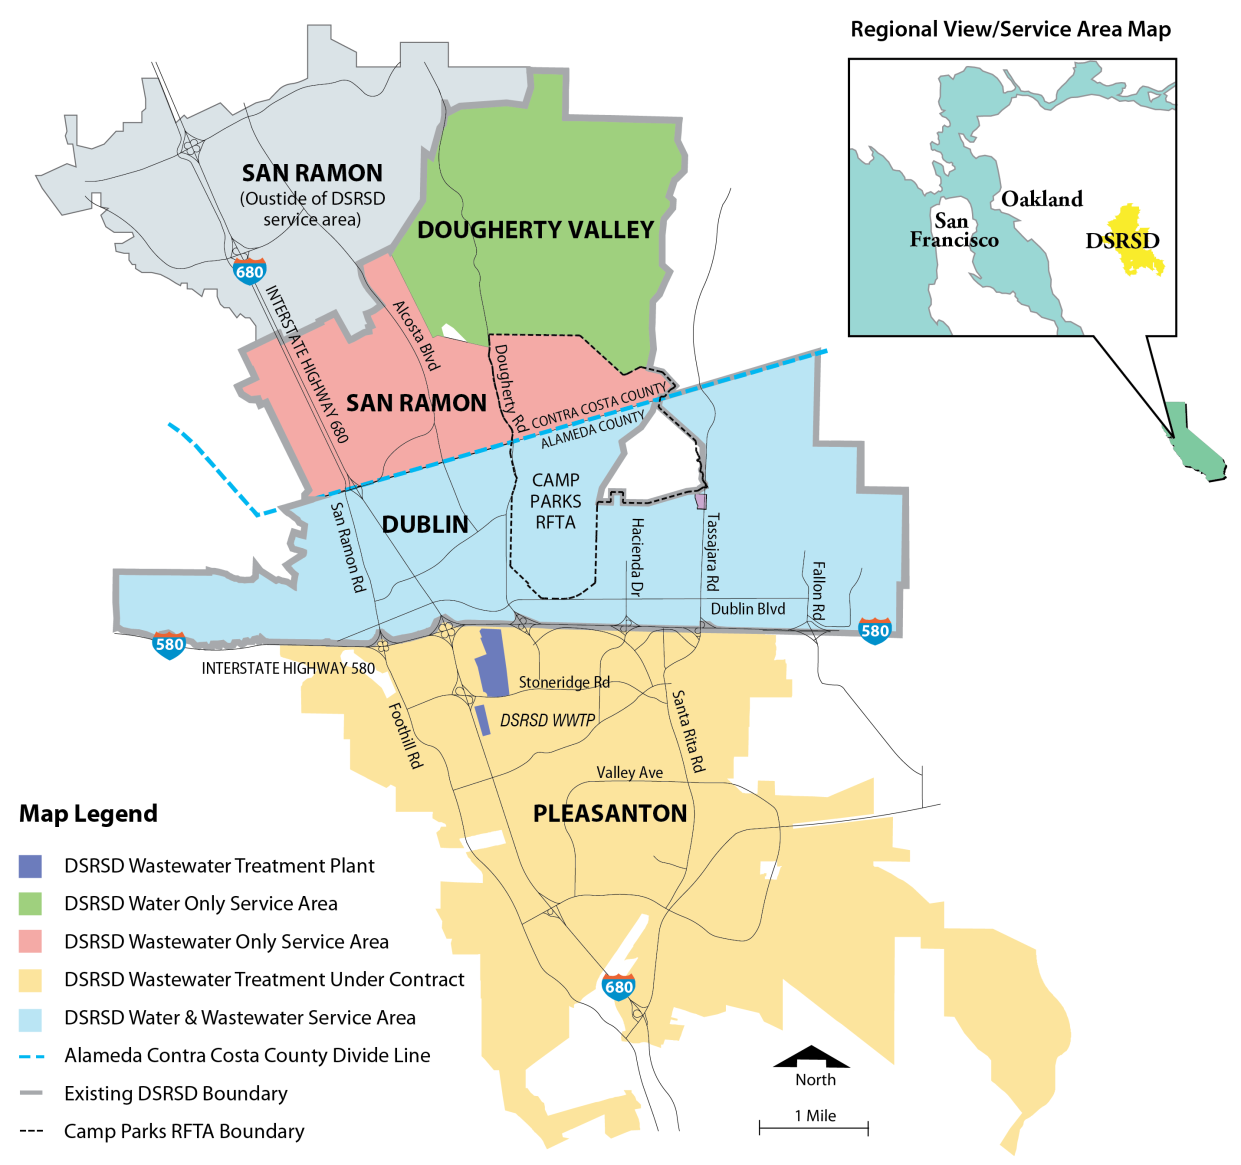 Regional View/Service Area Map
San
Francisco
Oakland
DSRSD
SAN RAMON
(Oustide of DSRSD
service area)
DOUGHERTY VALLEY
680
INTERSTATE HIGHWAY 680
Alcosta Blvd
Dougherty Rd
SAN RAMON
CONTRA COSTA COUNTY
ALAMEDA COUNTY
CAMP
PARKS
RFTA
DUBLIN
San Ramon Rd
Hacienda Dr
Tassajara Rd
Fallon Rd
Dublin Blvd
580
580
INTERSTATE HIGHWAY 580
Stoneridge Rd
DSRSD WWTP
Foothill Rd
Santa Rita Rd
Valley Ave
PLEASANTON
680
Map Legend
DSRSD Wastewater Treatment Plant
DSRSD Water Only Service Area
DSRSD Wastewater Only Service Area
DSRSD Wastewater Treatment Under Contract
DSRSD Water & Wastewater Service Area
Alameda Contra Costa County Divide Line
Existing DSRSD Boundary
Camp Parks RFTA Boundary
North
1 Mile